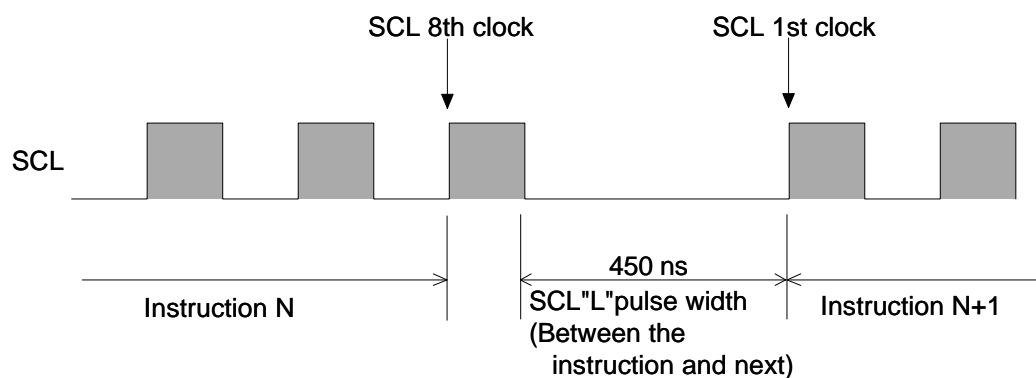 SCL 8th clock
SCL 1st clock
SCL
450 ns
Instruction N
SCL"L"pulse width
(Between the
instruction and next)
Instruction N+1